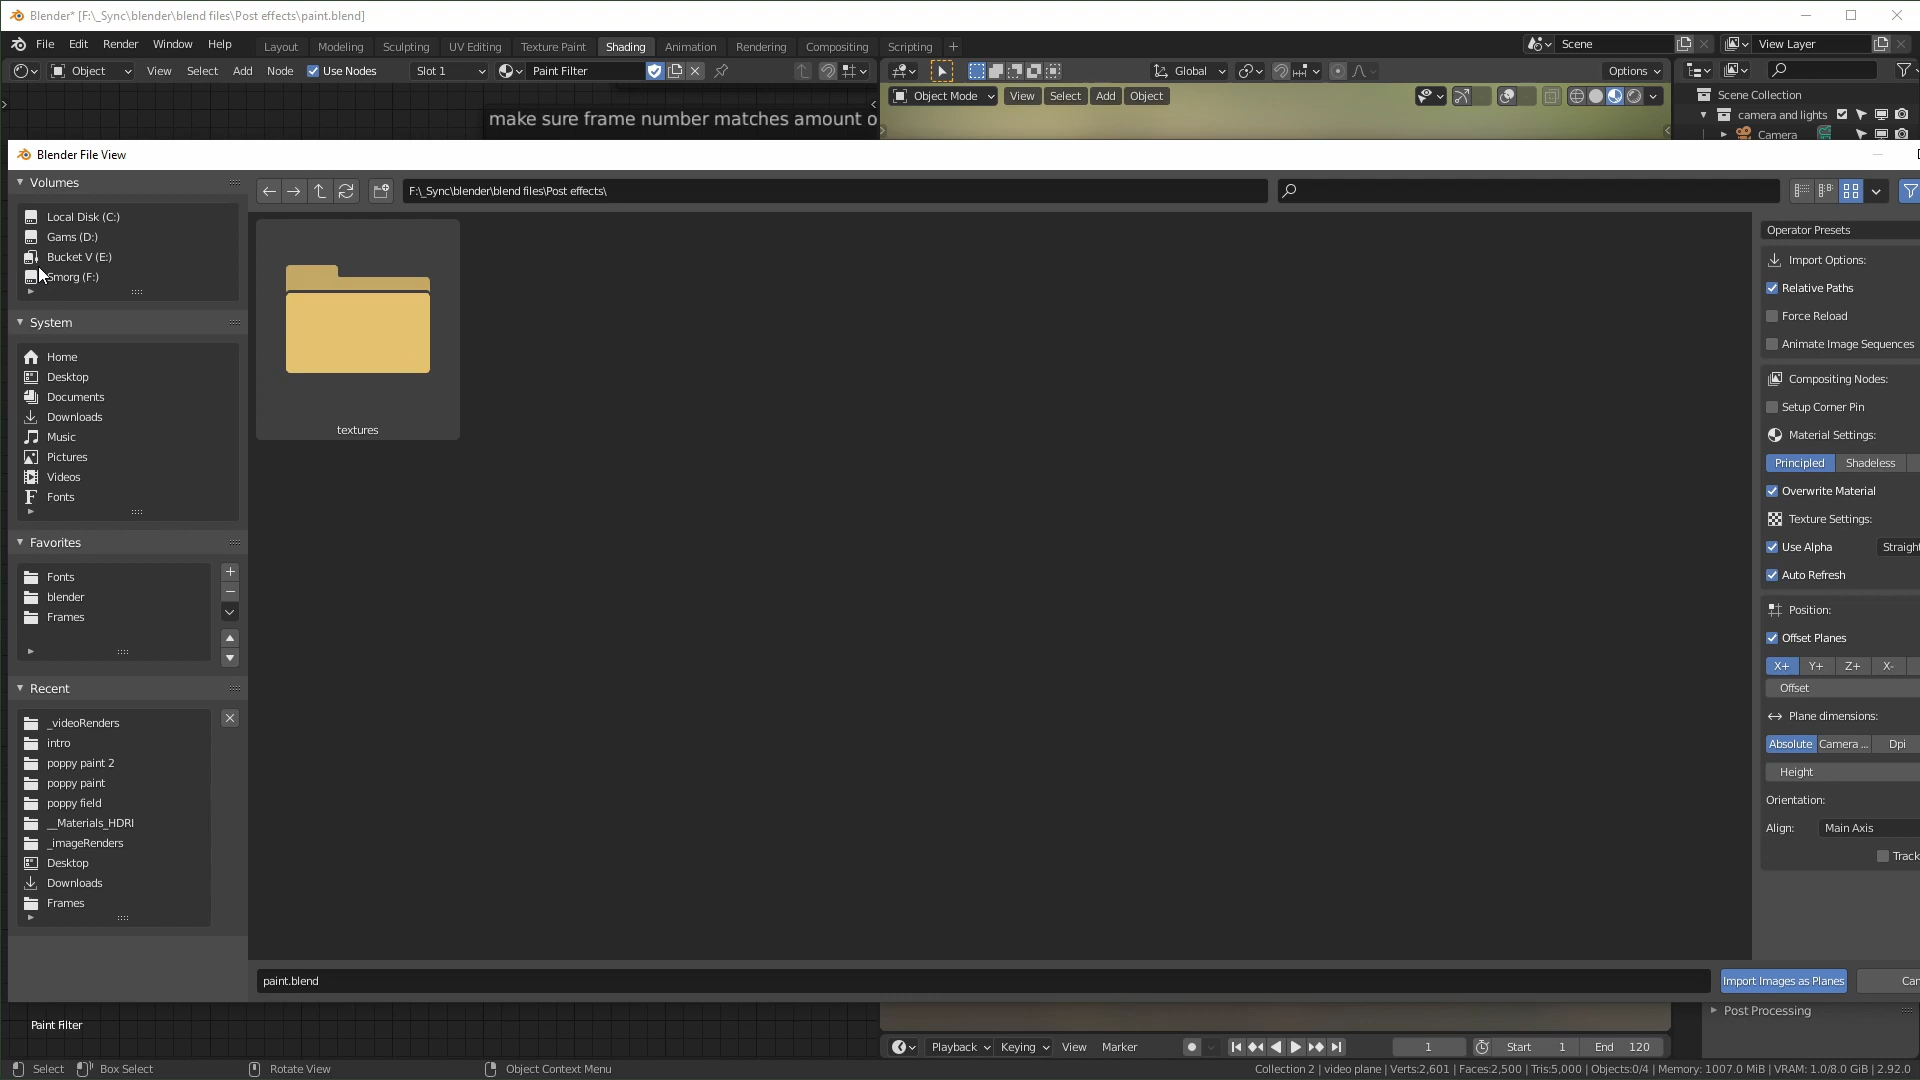 Blender* [F:\_Sync\blender\blend files\Post effects\paint.blend]
File Edit Render Window Help Layout Modeling Sculpting UV Editing Texture Paint Shading Animation Rendering Compositing Scripting + Scene View Layer
Object View Select Add Node Use Nodes Slot 1 Paint Filter Global Options
Object Mode View Select Add Object Scene Collection
make sure frame number matches amount o camera and lights
Camera
Blender File View
Volumes
F:\_Sync\blender\blend files\Post effects\
Local Disk (C:)
Gams (D:)
Bucket V (E:)
Smorg (F:)
System
Home
Desktop
Documents
Downloads
Music
Pictures
Videos
Fonts
Favorites
Fonts
blender
Frames
Recent
_videoRenders
intro
poppy paint 2
poppy paint
poppy field
__Materials_HDRI
_imageRenders
Desktop
Downloads
Frames
textures
Operator Presets
Import Options:
Relative Paths
Force Reload
Animate Image Sequences
Compositing Nodes:
Setup Corner Pin
Material Settings:
Principled Shadeless
Overwrite Material
Texture Settings:
Use Alpha Straight
Auto Refresh
Position:
Offset Planes
X+ Y+ Z+ X-
Offset
Plane dimensions:
Absolute Camera ... Dpi
Height
Orientation:
Align: Main Axis
Track
paint.blend Import Images as Planes Can
Paint Filter Post Processing
Playback Keying View Marker 1 Start 1 End 120
Select Box Select Rotate View Object Context Menu Collection 2 | video plane | Verts:2,601 | Faces:2,500 | Tris:5,000 | Objects:0/4 | Memory: 1007.0 MiB | VRAM: 1.0/8.0 GiB | 2.92.0